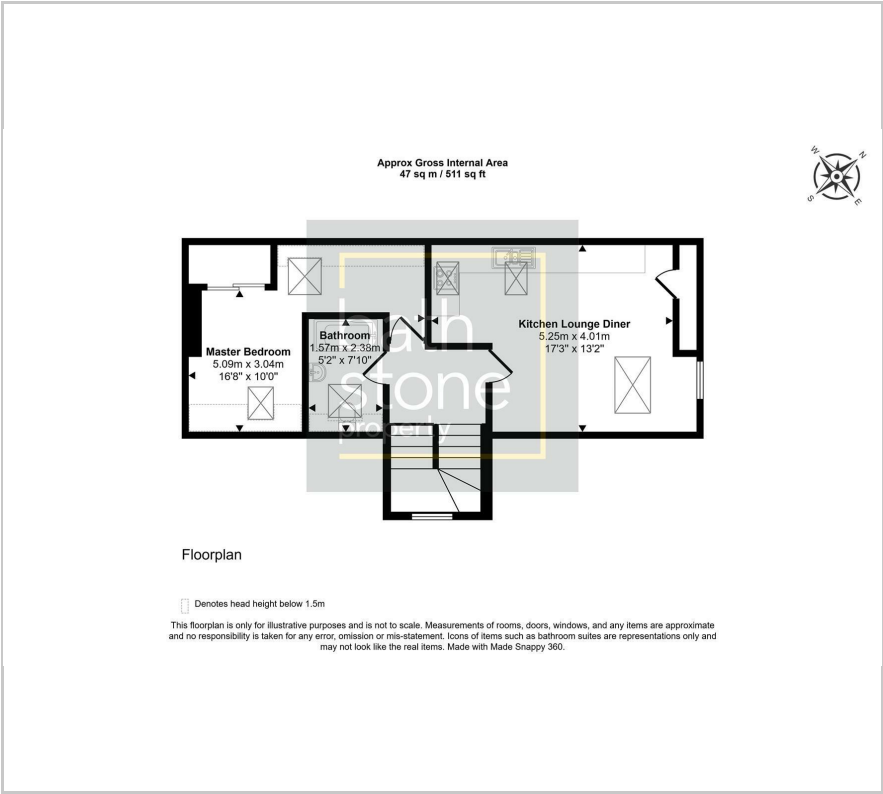 Approx Gross Internal Area
47 sq m / 511 sq ft
W
N
S
E
bath
stone
property
Kitchen Lounge Diner
5.25m x 4.01m
17'3" x 13'2"
Bathroom
1.57m x 2.38m
5'2" x 7'10"
Master Bedroom
5.09m x 3.04m
16'8" x 10'0"
Floorplan
Denotes head height below 1.5m
This floorplan is only for illustrative purposes and is not to scale. Measurements of rooms, doors, windows, and any items are approximate
and no responsibility is taken for any error, omission or mis-statement. Icons of items such as bathroom suites are representations only and
may not look like the real items. Made with Made Snappy 360.